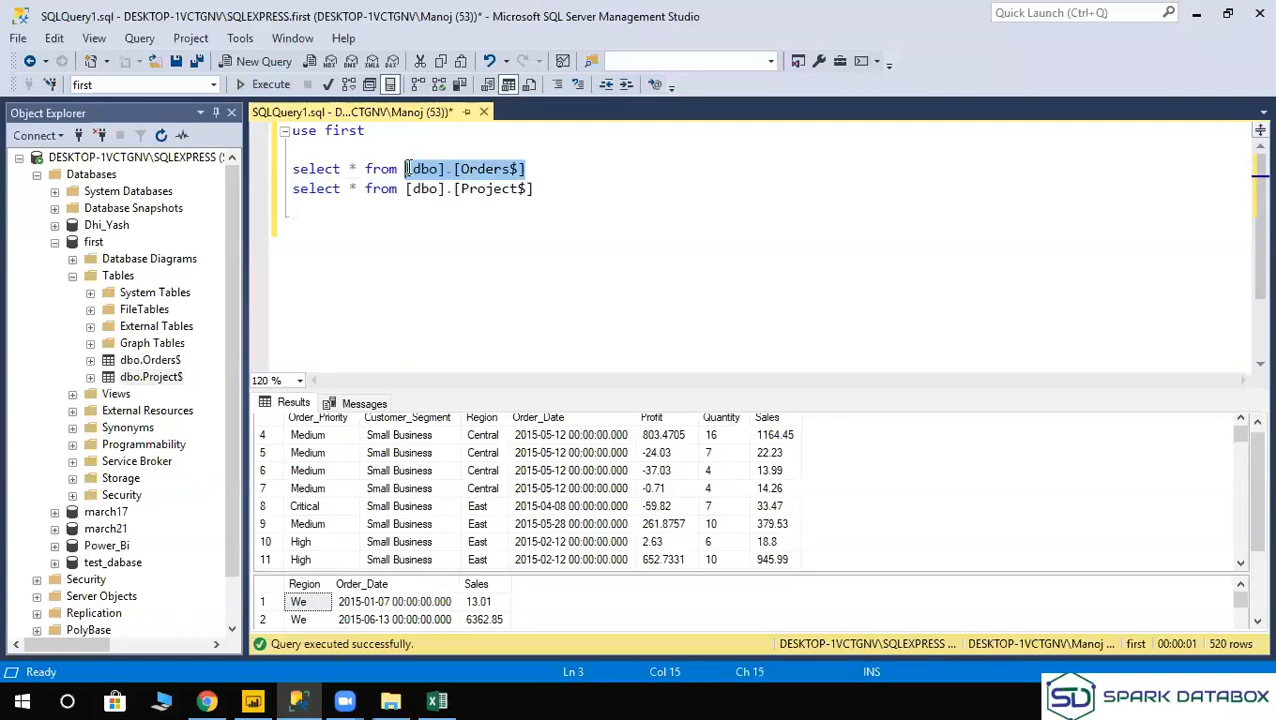 SQLQuery1.sql - DESKTOP-1VCTGNV\SQLEXPRESS.first (DESKTOP-1VCTGNV\Manoj (53))* - Microsoft SQL Server Management Studio
Quick Launch (Ctrl+Q)
File Edit View Query Project Tools Window Help
New Query
first Execute
Object Explorer
SQLQuery1.sql - D...CTGNV\Manoj (53))*
Connect
DESKTOP-1VCTGNV\SQLEXPRESS (S
Databases
System Databases
Database Snapshots
Dhi_Yash
first
Database Diagrams
Tables
System Tables
FileTables
External Tables
Graph Tables
dbo.Orders$
dbo.Project$
Views
External Resources
Synonyms
Programmability
Service Broker
Storage
Security
march17
march21
Power_Bi
test_dabase
Security
Server Objects
Replication
PolyBase
use first
select * from [dbo].[Orders$]
select * from [dbo].[Project$]
120 %
Results Messages
Order_Priority Customer_Segment Region Order_Date Profit Quantity Sales
4 Medium Small Business Central 2015-05-12 00:00:00.000 803.4705 16 1164.45
5 Medium Small Business Central 2015-05-12 00:00:00.000 -24.03 7 22.23
6 Medium Small Business Central 2015-05-12 00:00:00.000 -37.03 4 13.99
7 Medium Small Business Central 2015-05-12 00:00:00.000 -0.71 4 14.26
8 Critical Small Business East 2015-04-08 00:00:00.000 -59.82 7 33.47
9 Medium Small Business East 2015-05-28 00:00:00.000 261.8757 10 379.53
10 High Small Business East 2015-02-12 00:00:00.000 2.63 6 18.8
11 High Small Business East 2015-02-12 00:00:00.000 652.7331 10 945.99
Region Order_Date Sales
1 We 2015-01-07 00:00:00.000 13.01
2 We 2015-06-13 00:00:00.000 6362.85
Query executed successfully. DESKTOP-1VCTGNV\SQLEXPRESS ... DESKTOP-1VCTGNV\Manoj ... first 00:00:01 520 rows
Ready Ln 3 Col 15 Ch 15 INS
SD SPARK DATABOX